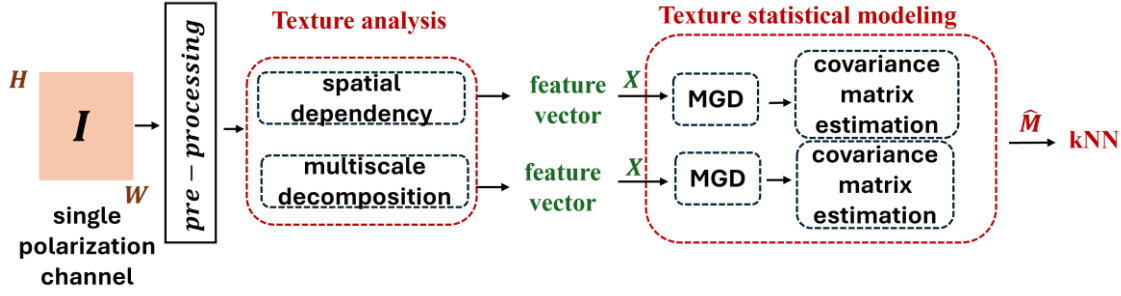 Texture analysis
Texture statistical modeling
H
I
W
single
polarization
channel
pre − processing
spatial
dependency
multiscale
decomposition
feature
vector
feature
vector
X
X
MGD
MGD
covariance
matrix
estimation
covariance
matrix
estimation
M̂
kNN